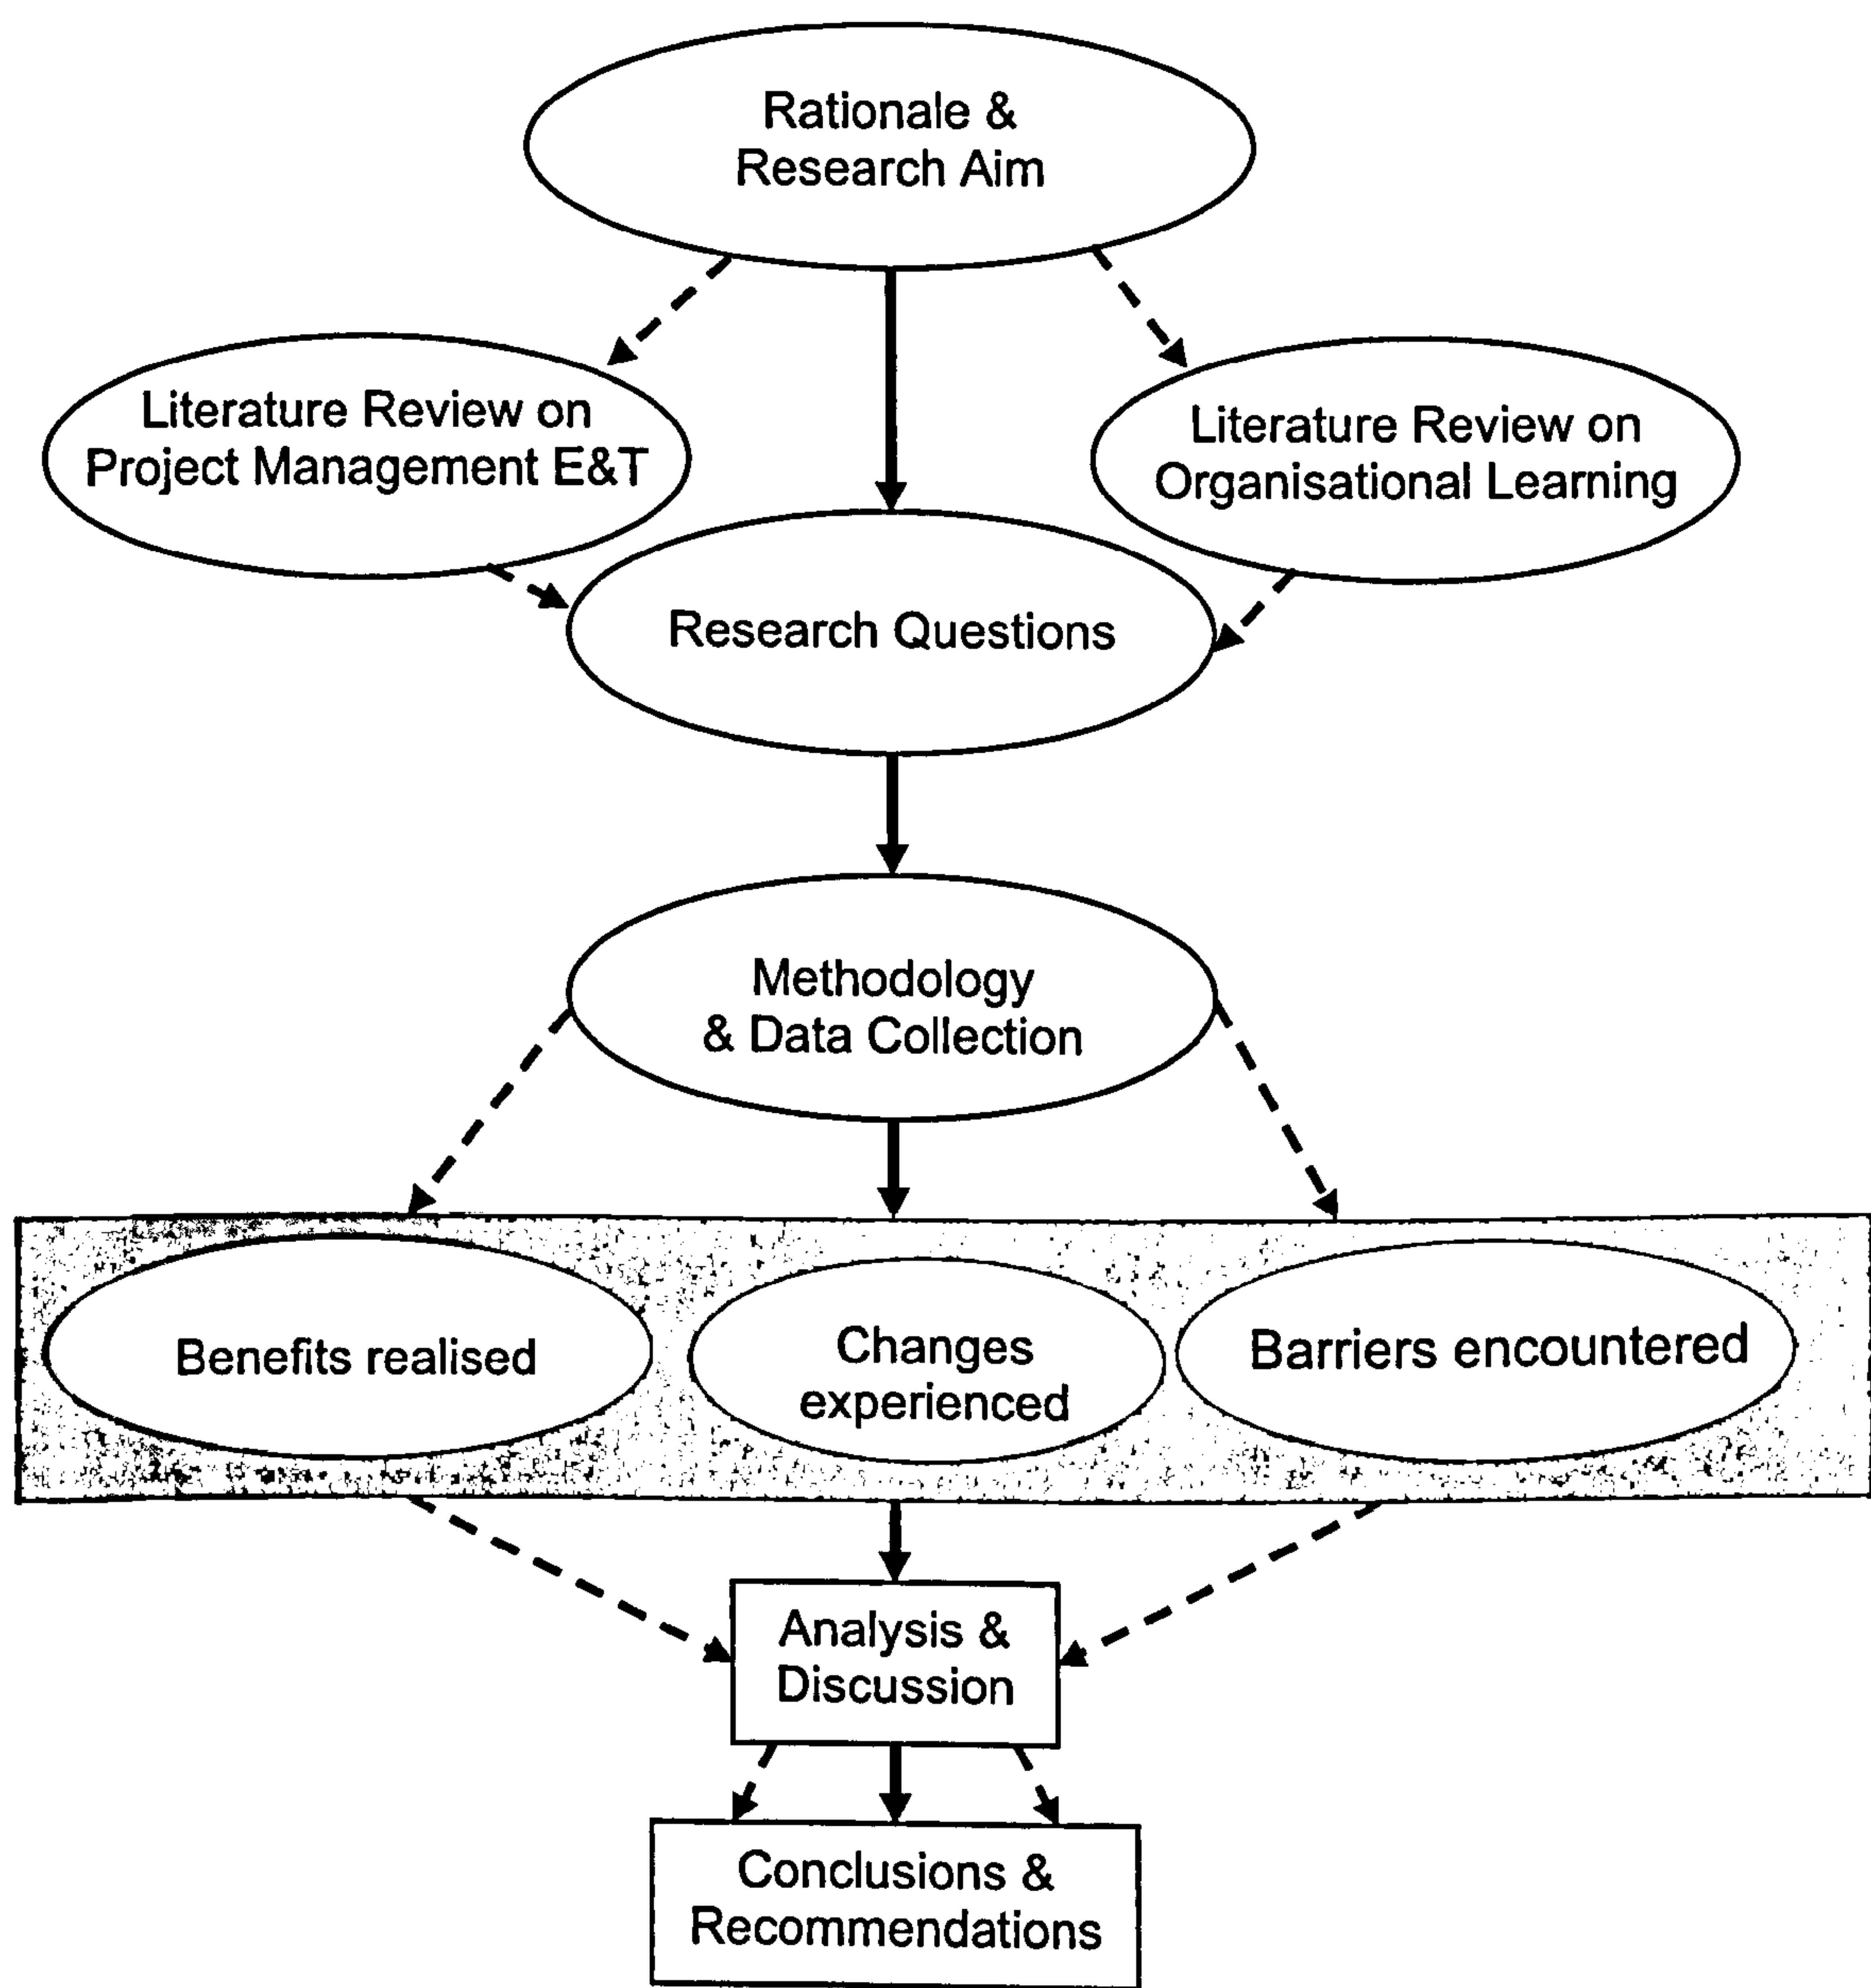 Rationale &
Research Aim
Literature Review on
Project Management E&T
Literature Review on
Organisational Learning
Research Questions
Methodology
& Data Collection
Benefits realised
Changes
experienced
Barriers encountered
Analysis &
Discussion
Conclusions &
Recommendations